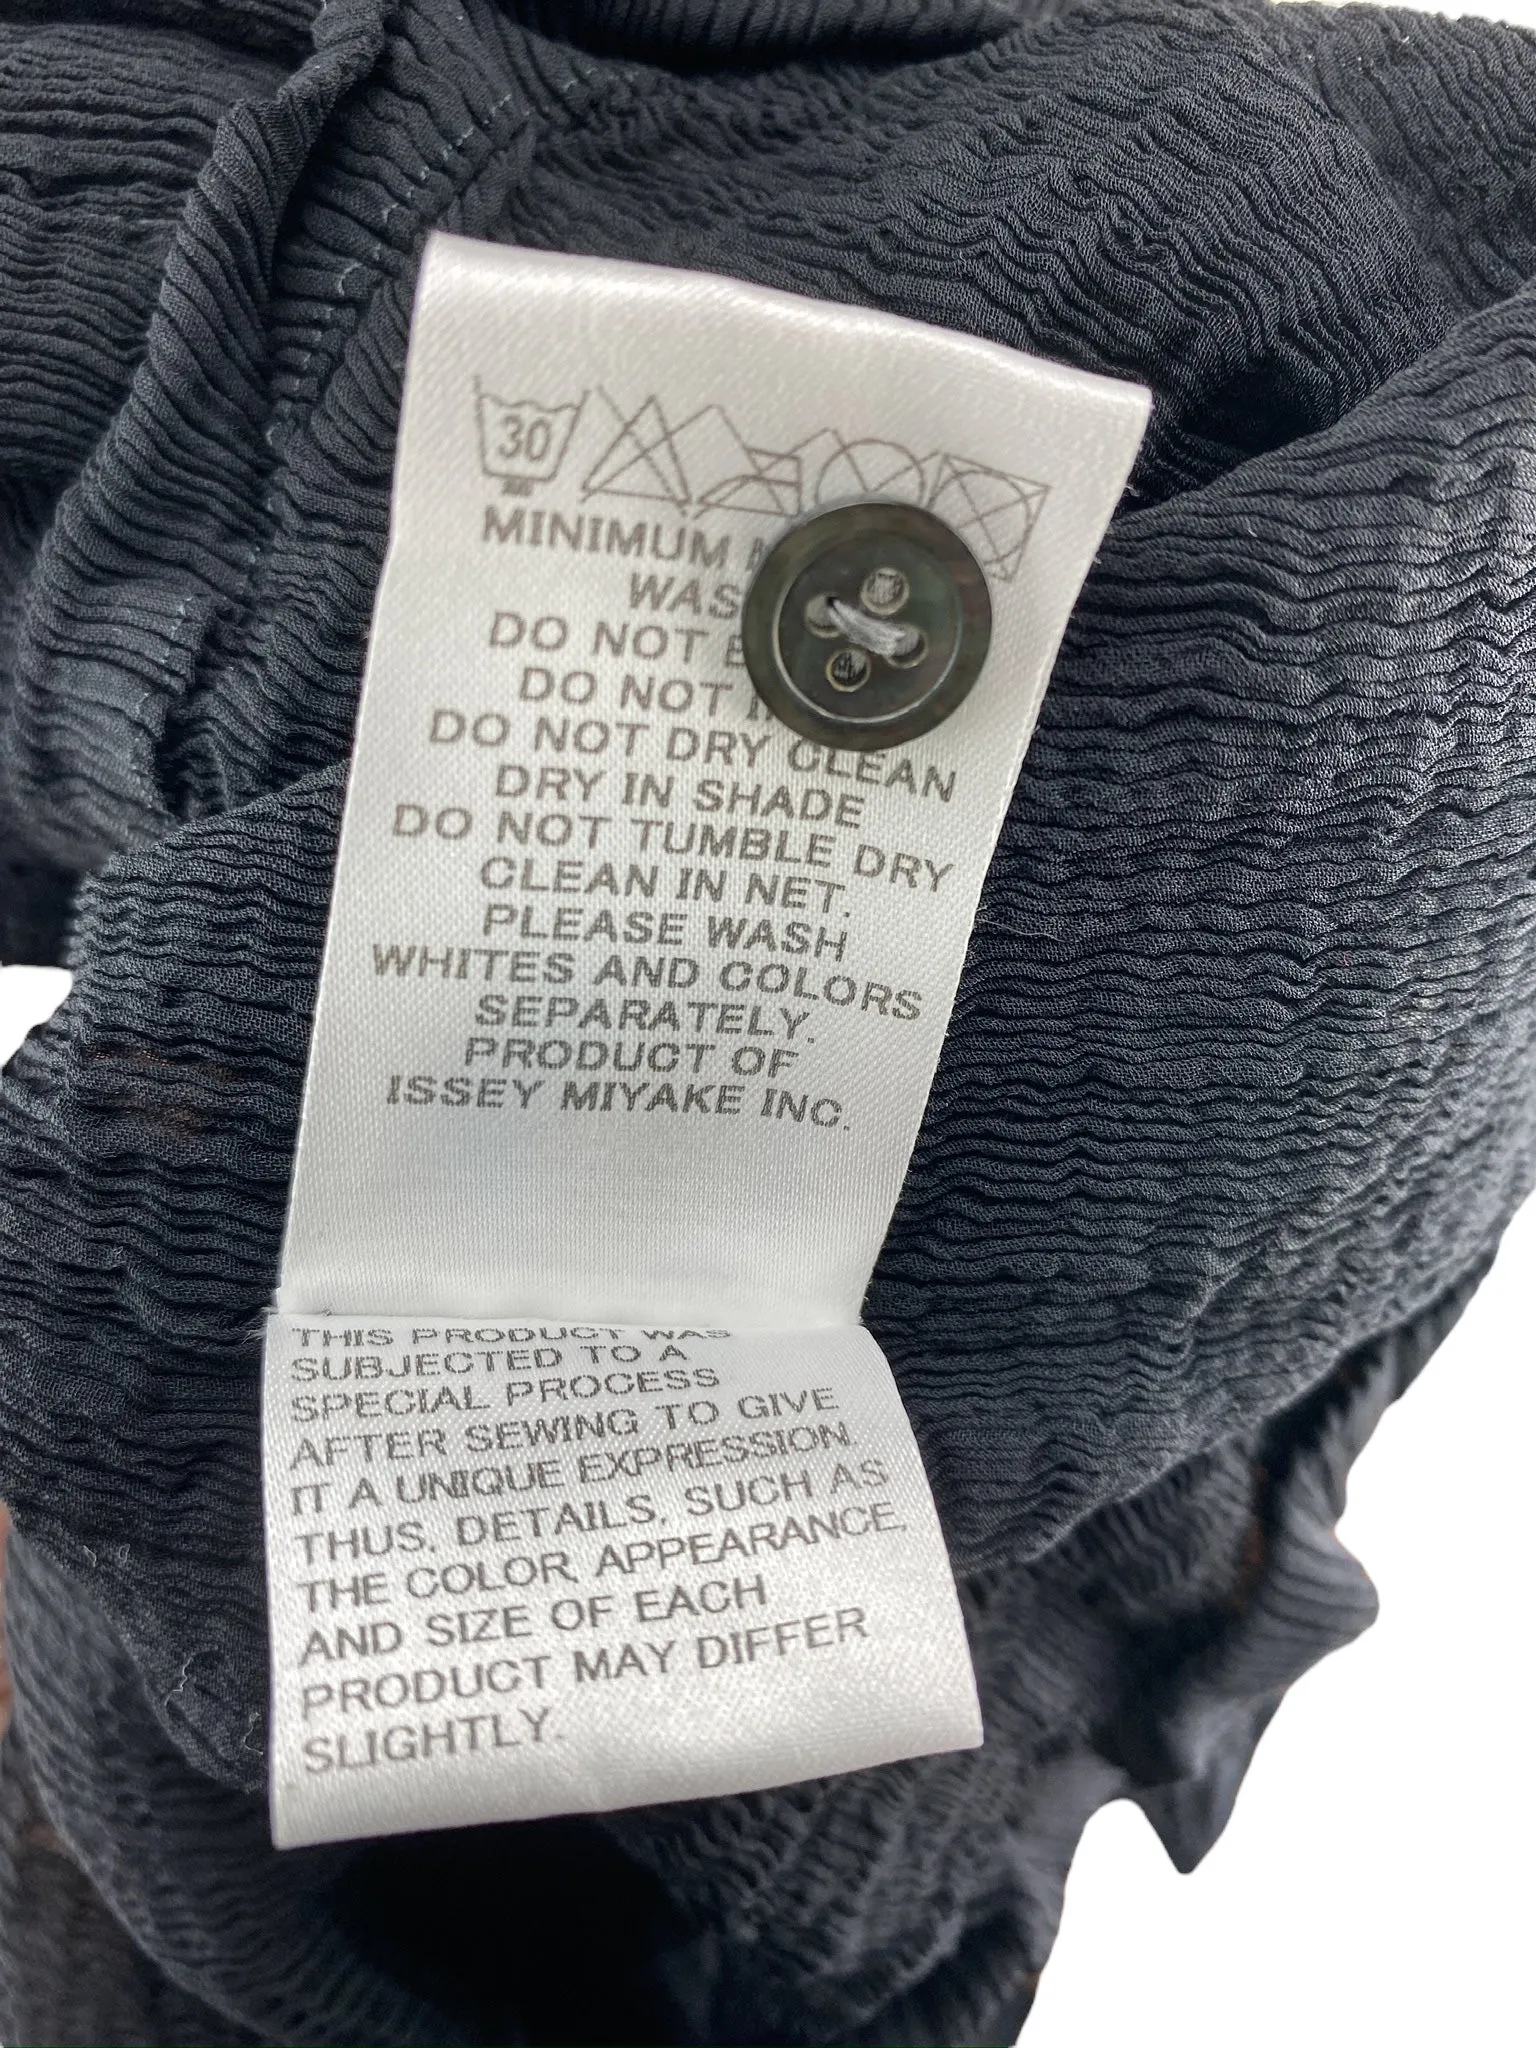 30
MINIMUM
DO NOT
DO NOT
DO NOT DRY CLEAN
DRY IN SHADE
DO NOT TUMBLE DRY
CLEAN IN NET.
PLEASE WASH
WHITES AND COLORS
SEPARATELY.
PRODUCT OF
ISSEY MIYAKE INC.
THIS PRODUCT WAS
SUBJECTED TO A
SPECIAL PROCESS
AFTER SEWING TO GIVE
IT A UNIQUE EXPRESSION.
THUS, DETAILS, SUCH AS
THE COLOR, APPEARANCE,
AND SIZE OF EACH
PRODUCT MAY DIFFER
SLIGHTLY.